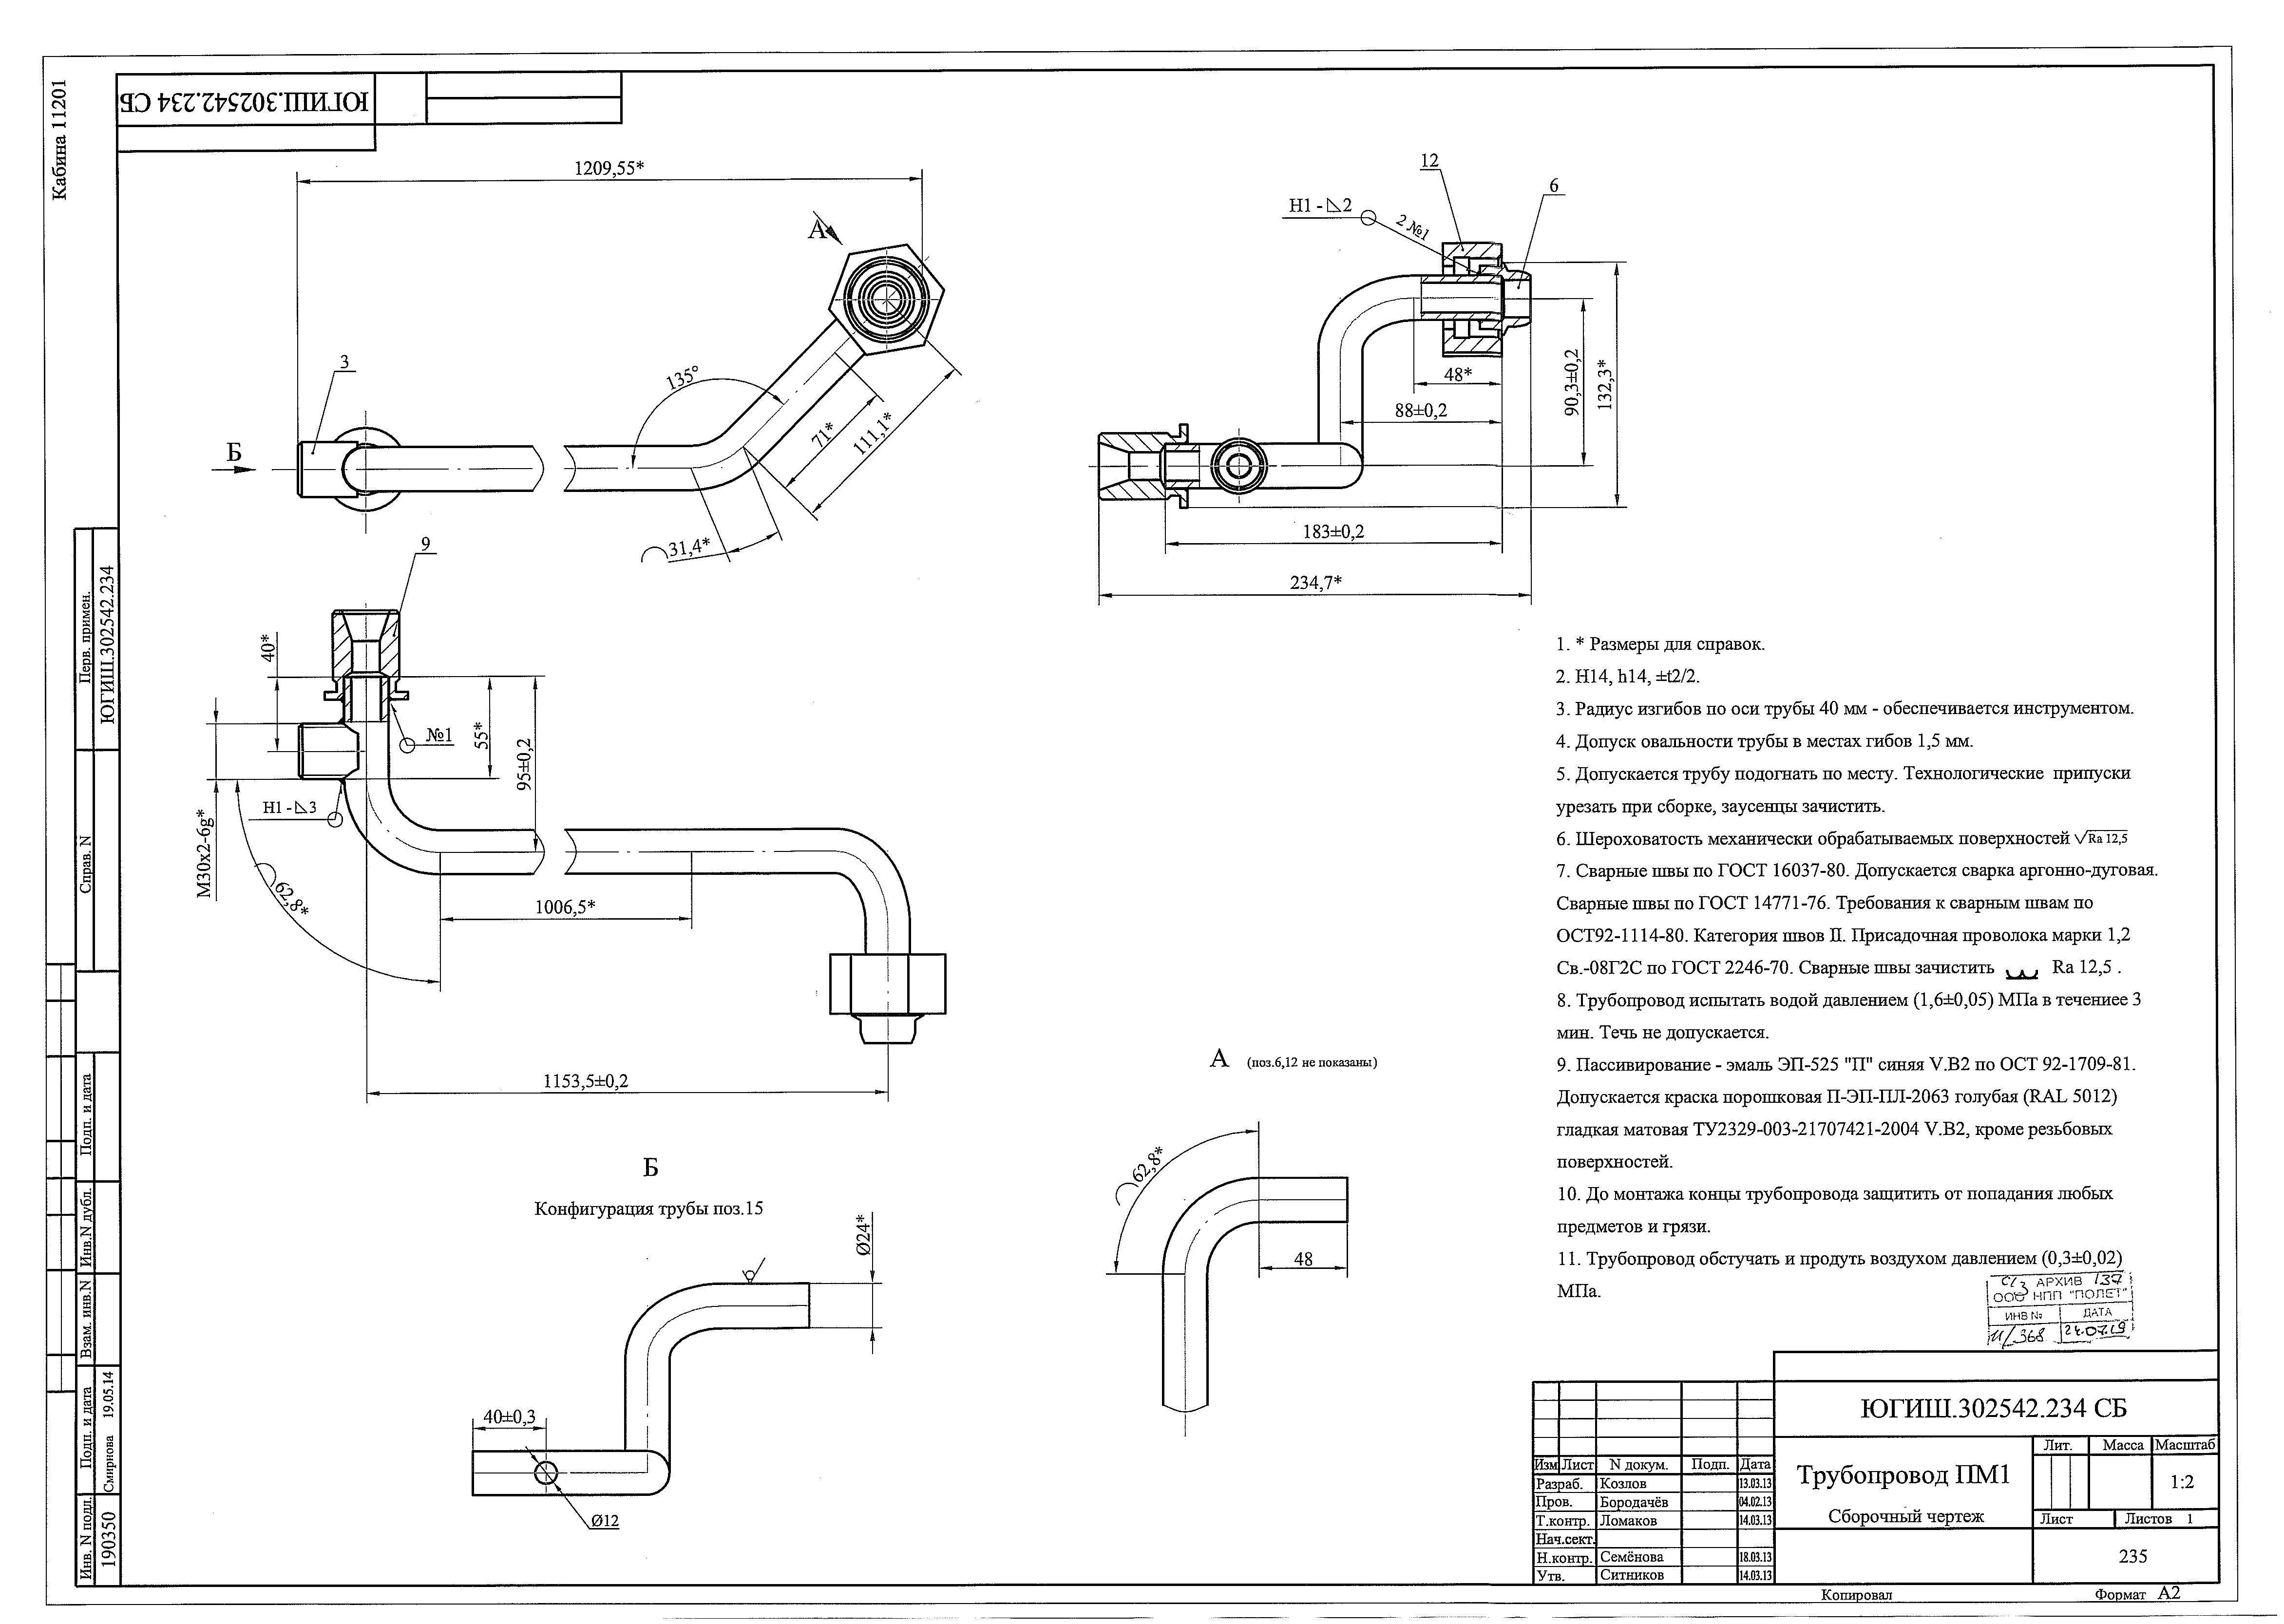 Кабина 11201
ЮГИШ.302542.234 СБ
1209,55*
А
3
Б
135°
71*
111,1*
31,4*
12
6
Н1 - ⊿2
2 №1
48*
88±0,2
90,3±0,2
132,3*
183±0,2
234,7*
9
40*
55*
95±0,2
№1
М30х2-6g*
Н1 - ⊿3
62,8*
1006,5*
1153,5±0,2
1. * Размеры для справок.
2. Н14, h14, ±t2/2.
3. Радиус изгибов по оси трубы 40 мм - обеспечивается инструментом.
4. Допуск овальности трубы в местах гибов 1,5 мм.
5. Допускается трубу подогнать по месту. Технологические припуски
урезать при сборке, заусенцы зачистить.
6. Шероховатость механически обрабатываемых поверхностей √Ra 12,5
7. Сварные швы по ГОСТ 16037-80. Допускается сварка аргонно-дуговая.
Сварные швы по ГОСТ 14771-76. Требования к сварным швам по
ОСТ92-1114-80. Категория швов II. Присадочная проволока марки 1,2
Св.-08Г2С по ГОСТ 2246-70. Сварные швы зачистить Ra 12,5 .
8. Трубопровод испытать водой давлением (1,6±0,05) МПа в течениее 3
мин. Течь не допускается.
9. Пассивирование - эмаль ЭП-525 "П" синяя V.В2 по ОСТ 92-1709-81.
Допускается краска порошковая П-ЭП-ПЛ-2063 голубая (RAL 5012)
гладкая матовая ТУ2329-003-21707421-2004 V.В2, кроме резьбовых
поверхностей.
10. До монтажа концы трубопровода защитить от попадания любых
предметов и грязи.
11. Трубопровод обстучать и продуть воздухом давлением (0,3±0,02)
МПа.
А (поз.6,12 не показаны)
62,8*
48
Б
Конфигурация трубы поз.15
Ø24*
40±0,3
Ø12
АРХИВ 137
ООО НПП "ПОЛЕТ"
ИНВ № ДАТА
11/368 24.07.19
Перв. примен.
ЮГИШ.302542.234
Справ. N
Подп. и дата
Инв.N дубл.
Взам. инв.N
Подп. и дата
Смирнова 19.05.14
Инв. N подл.
190350
ЮГИШ.302542.234 СБ
Изм Лист N докум. Подп. Дата
Разраб. Козлов 13.03.13
Пров. Бородачёв 04.02.13
Т.контр. Ломаков 14.03.13
Нач.сект.
Н.контр. Семёнова 18.03.13
Утв. Ситников 14.03.13
Трубопровод ПМ1
Сборочный чертеж
Лит. Масса Масштаб
1:2
Лист Листов 1
235
Копировал Формат А2